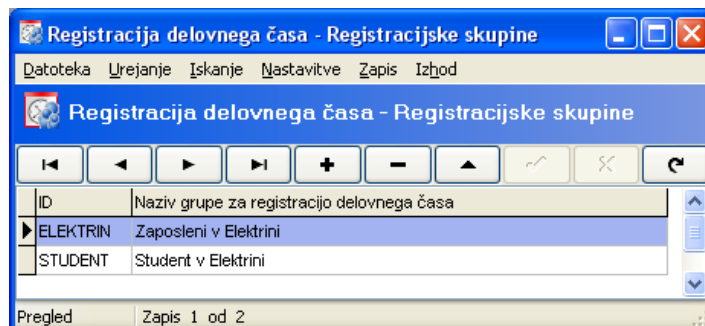 Registracija delovnega časa - Registracijske skupine
Datoteka Urejanje Iskanje Nastavitve Zapis Izhod
Registracija delovnega časa - Registracijske skupine
ID Naziv grupe za registracijo delovnega časa
ELEKTRIN Zaposleni v Elektrini
STUDENT Student v Elektrini
Pregled Zapis 1 od 2